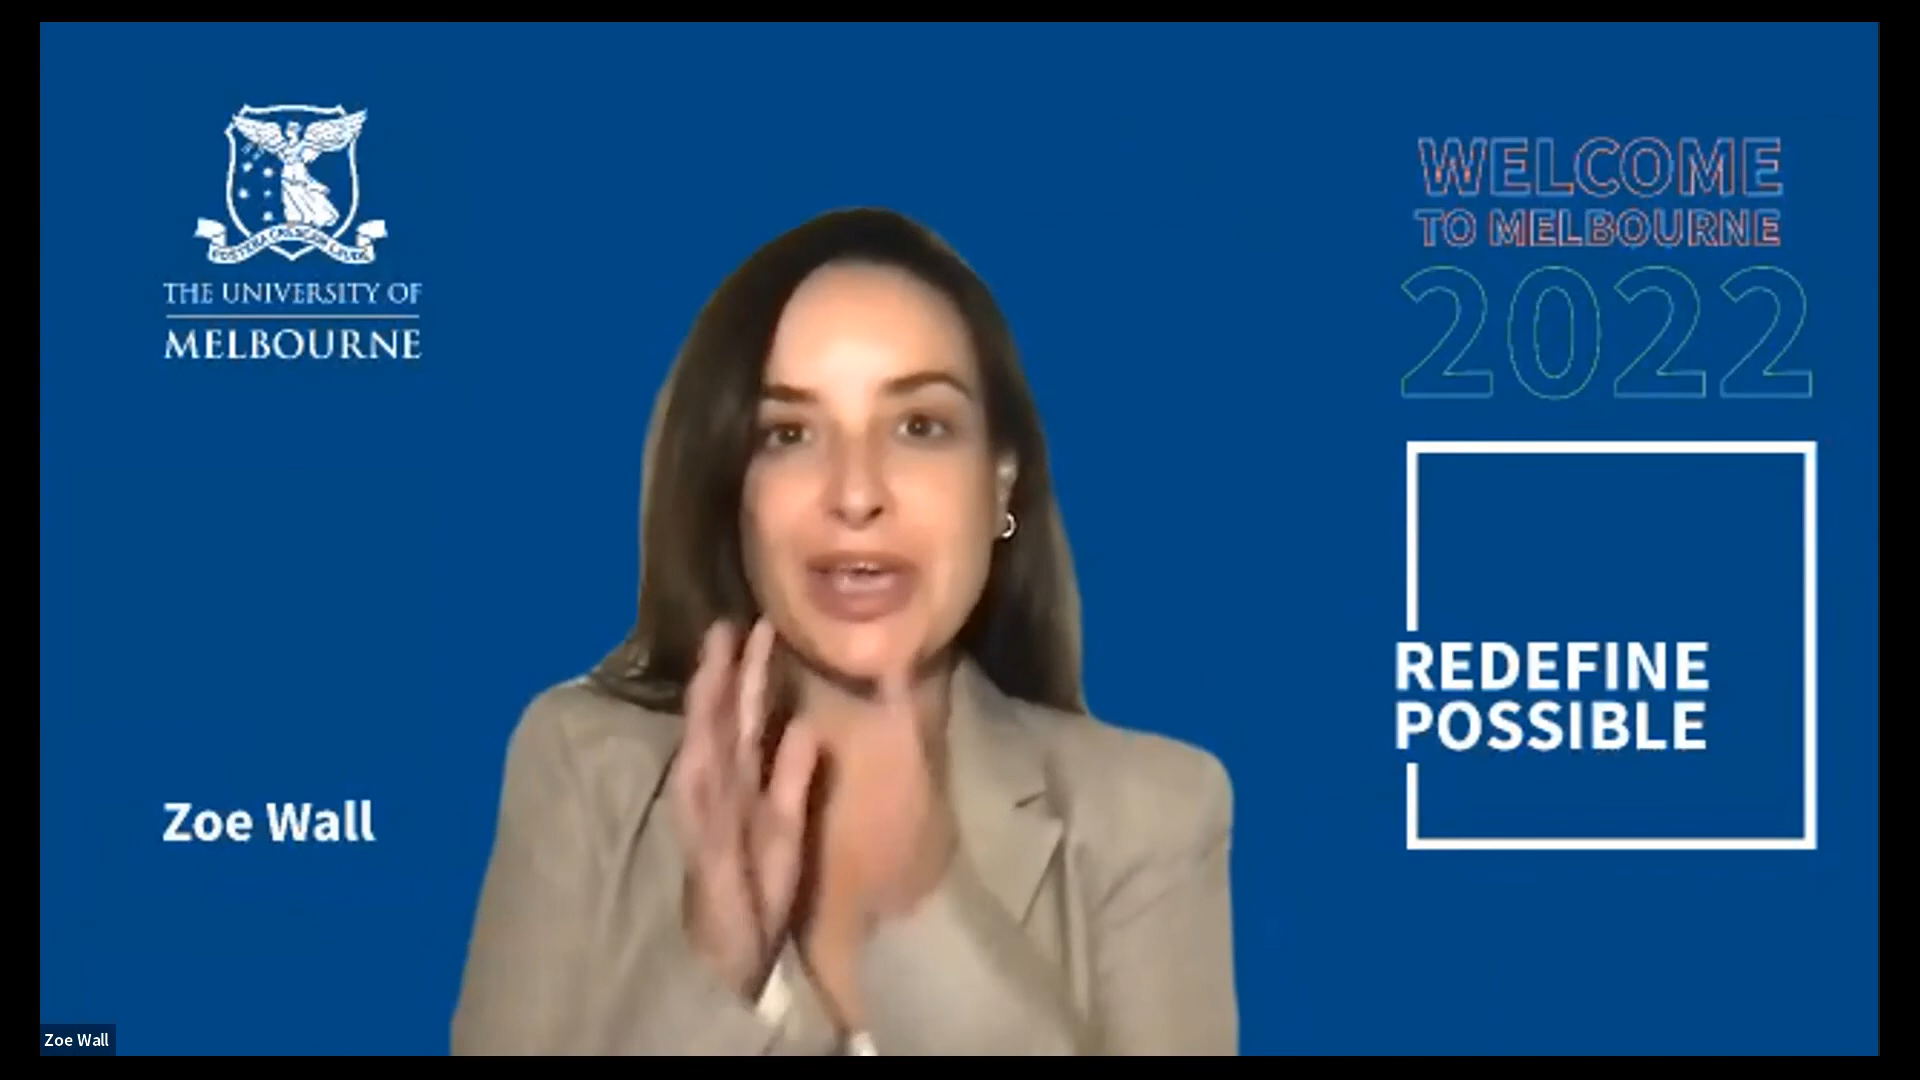 THE UNIVERSITY OF
MELBOURNE
WELCOME
TO MELBOURNE
2022
REDEFINE
POSSIBLE
Zoe Wall
Zoe Wall